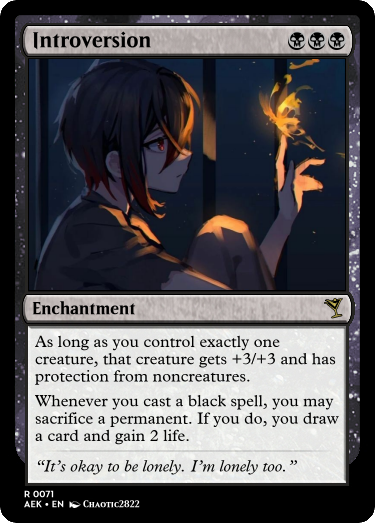 Introversion
Enchantment
As long as you control exactly one
creature, that creature gets +3/+3 and has
protection from noncreatures.
Whenever you cast a black spell, you may
sacrifice a permanent. If you do, you draw
a card and gain 2 life.
“It’s okay to be lonely. I’m lonely too.”
R 0071
AEK • EN Chaotic2822